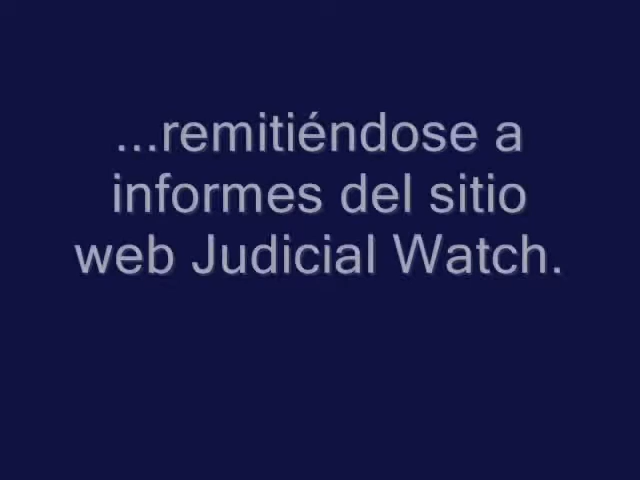 ...remitiéndose a
informes del sitio
web Judicial Watch.